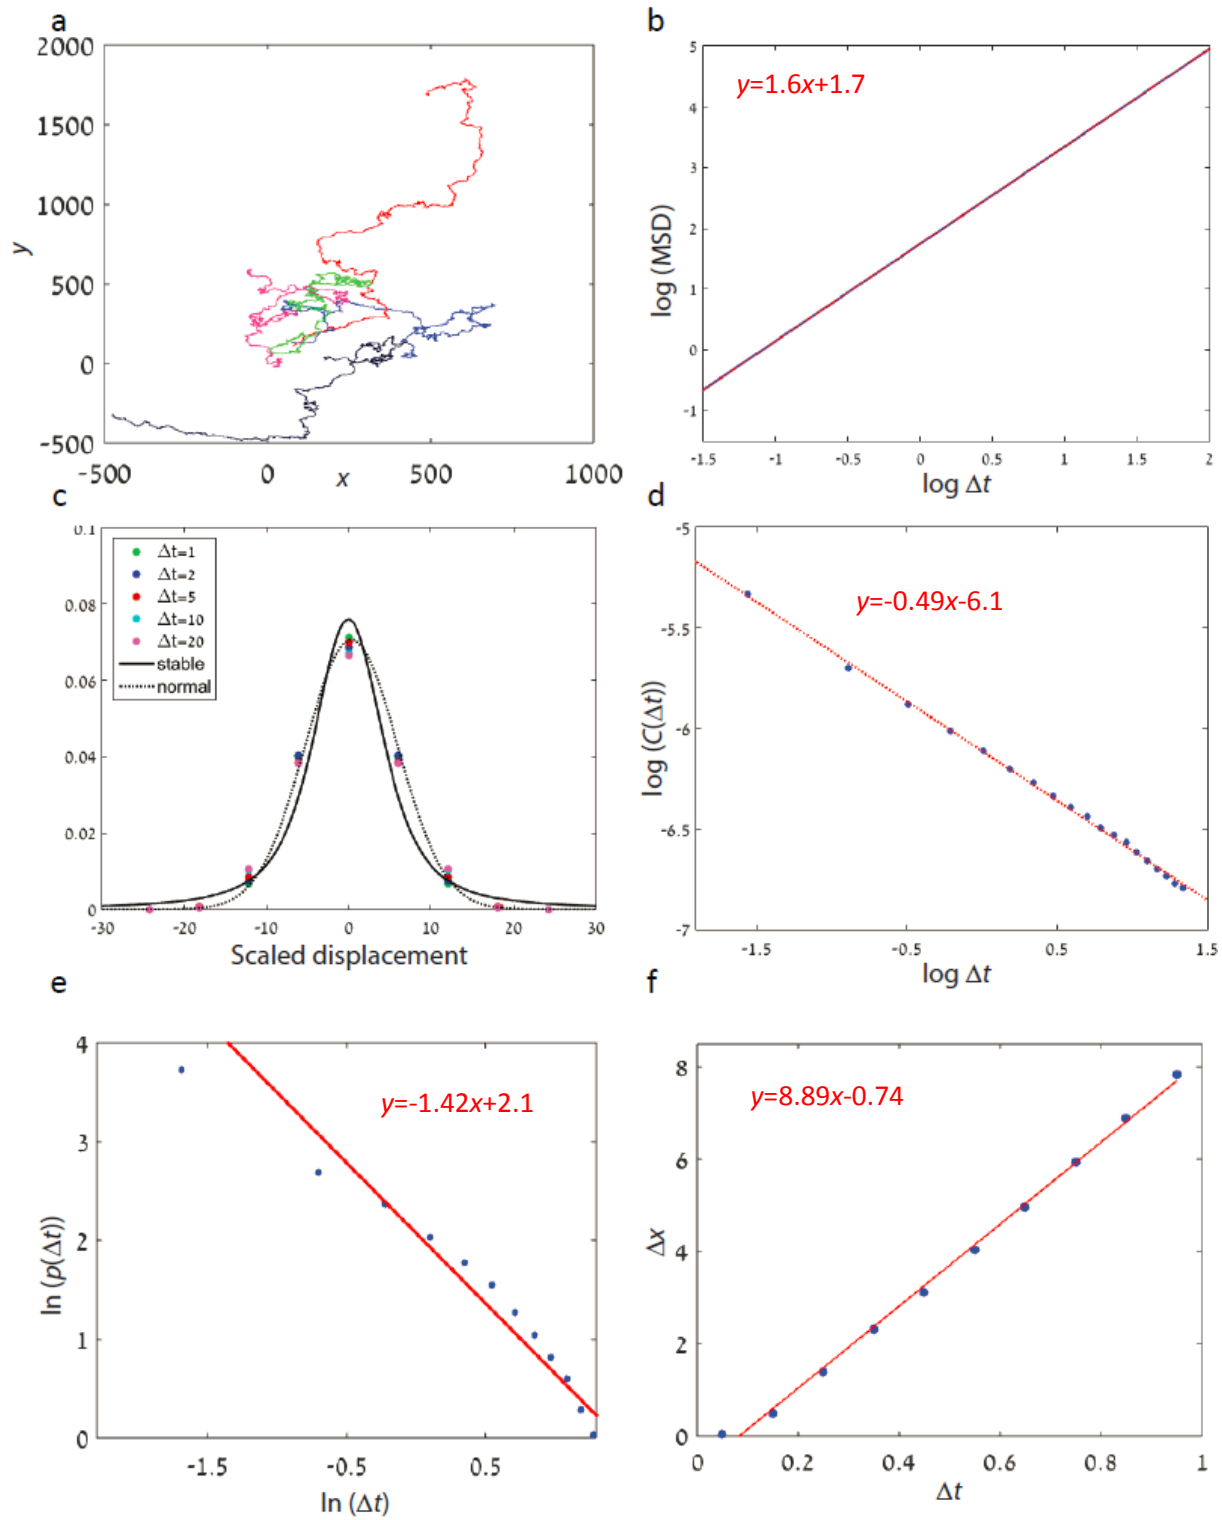 a
2000
1500
1000
500
0
-500
y
-500
0
500
1000
x
b
y=1.6x+1.7
5
4
3
2
1
0
-1
log (MSD)
-1.5
-1
-0.5
0
0.5
1
1.5
2
log Δt
c
0.1
0.08
0.06
0.04
0.02
0
Δt=1
Δt=2
Δt=5
Δt=10
Δt=20
stable
normal
-30
-20
-10
0
10
20
30
Scaled displacement
d
y=-0.49x-6.1
-5
-5.5
-6
-6.5
-7
log (C(Δt))
-1.5
-0.5
0.5
1.5
log Δt
e
y=-1.42x+2.1
4
3
2
1
0
ln (p(Δt))
-1.5
-0.5
0.5
ln (Δt)
f
y=8.89x-0.74
8
6
4
2
0
Δx
0
0.2
0.4
0.6
0.8
1
Δt